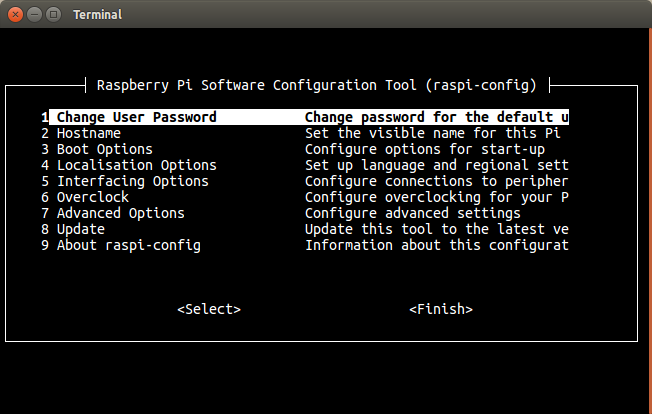 Terminal
Raspberry Pi Software Configuration Tool (raspi-config)
1 Change User Password Change password for the default u
2 Hostname Set the visible name for this Pi
3 Boot Options Configure options for start-up
4 Localisation Options Set up language and regional sett
5 Interfacing Options Configure connections to peripher
6 Overclock Configure overclocking for your P
7 Advanced Options Configure advanced settings
8 Update Update this tool to the latest ve
9 About raspi-config Information about this configurat
<Select> <Finish>